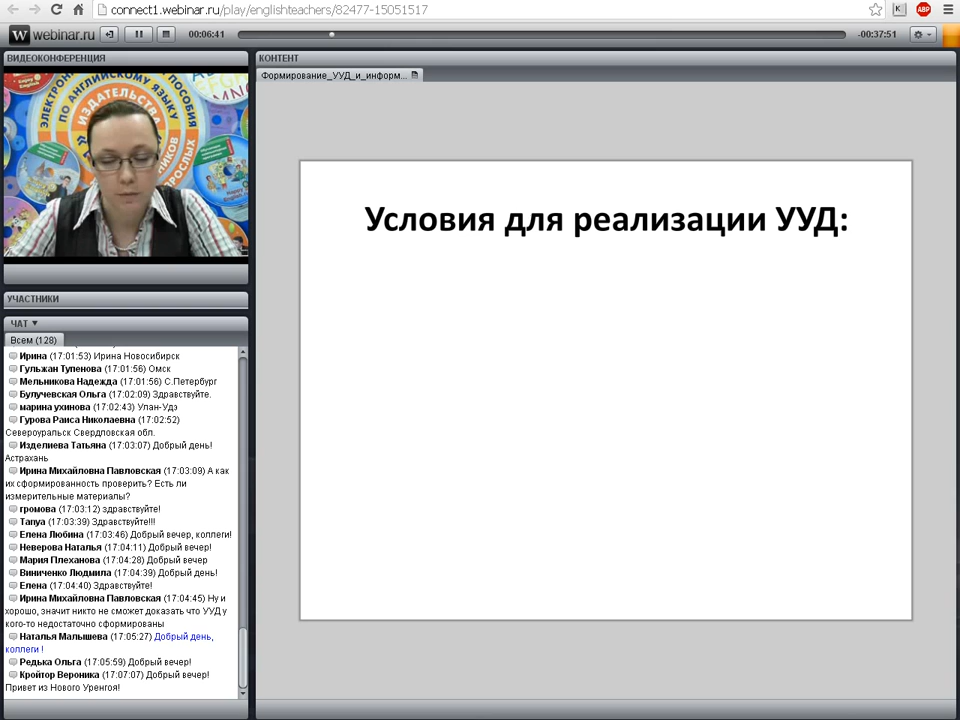 connect1.webinar.ru/play/englishteachers/82477-15051517
webinar.ru
00:06:41
-00:37:51
ВИДЕОКОНФЕРЕНЦИЯ
ЭЛЕКТРОННЫЕ ПОСОБИЯ
ПО АНГЛИЙСКОМУ ЯЗЫКУ
ИЗДАТЕЛЬСТВА
УЧАСТНИКИ
ЧАТ
Всем (128)
Ирина (17:01:53) Ирина Новосибирск
Гульжан Тупенова (17:01:56) Омск
Мельникова Надежда (17:01:56) С.Петербург
Булучевская Ольга (17:02:09) Здравствуйте.
марина ухинова (17:02:43) Улан-Удэ
Гурова Раиса Николаевна (17:02:52)
Североуральск Свердловская обл.
Изделиева Татьяна (17:03:07) Добрый день!
Астрахань
Ирина Михайловна Павловская (17:03:09) А как
их сформированность проверить? Есть ли
измерительные материалы?
громова (17:03:12) здравствуйте!
Tanya (17:03:39) Здравствуйте!!!
Елена Любина (17:03:46) Добрый вечер, коллеги!
Неверова Наталья (17:04:11) Добрый вечер!
Мария Плеханова (17:04:28) Добрый вечер
Виниченко Людмила (17:04:39) Добрый день!
Елена (17:04:40) Здравствуйте!
Ирина Михайловна Павловская (17:04:45) Ну и
хорошо, значит никто не сможет доказать что УУД у
кого-то недостаточно сформированы
Наталья Малышева (17:05:27) Добрый день,
коллеги !
Редька Ольга (17:05:59) Добрый вечер!
Кройтор Вероника (17:07:07) Добрый вечер!
Привет из Нового Уренгоя!
КОНТЕНТ
Формирование_УУД_и_информ...
Условия для реализации УУД: